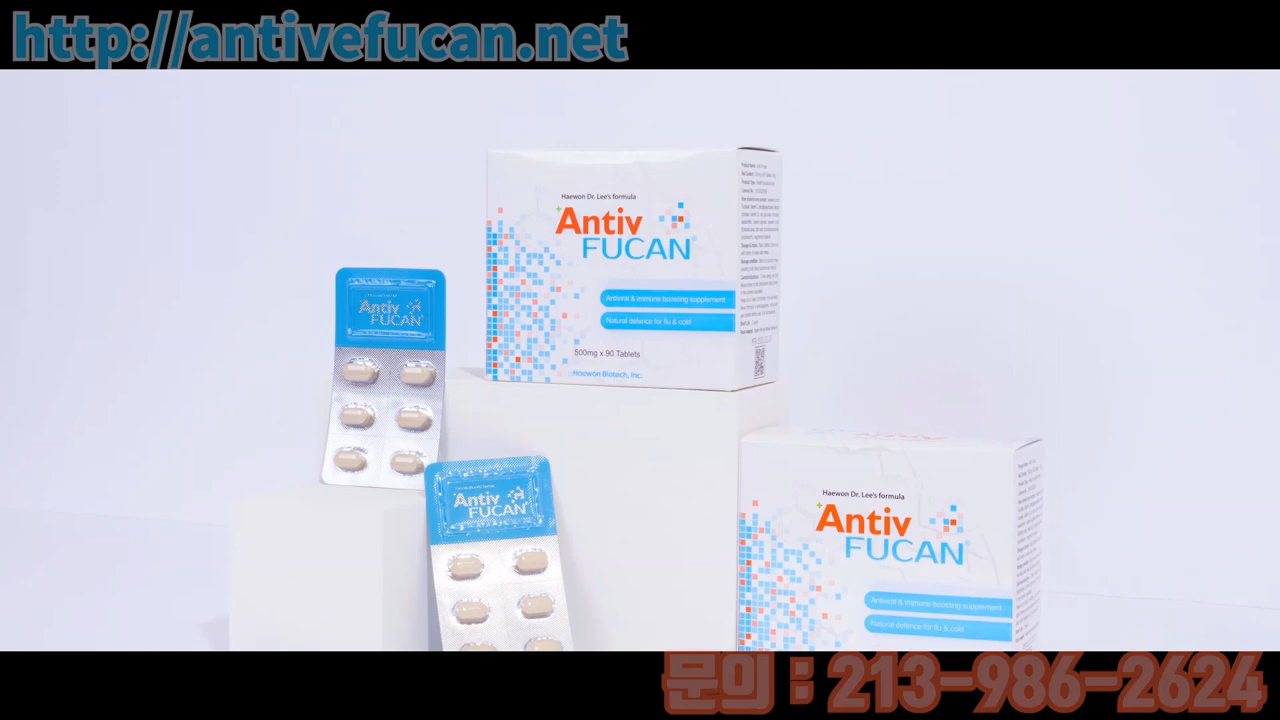 http://antivefucan.net
Haewon Dr. Lee's formula
Antiv
FUCAN
Antiviral & immune boosting supplement
Natural defence for flu & cold
500mg x 90 Tablets
Haewon Biotech, Inc.
Antiv
FUCAN
Antiv
FUCAN
Haewon Dr. Lee's formula
Antiv
FUCAN
Antiviral & immune boosting supplement
Natural defence for flu & cold
문의 : 213-986-2624